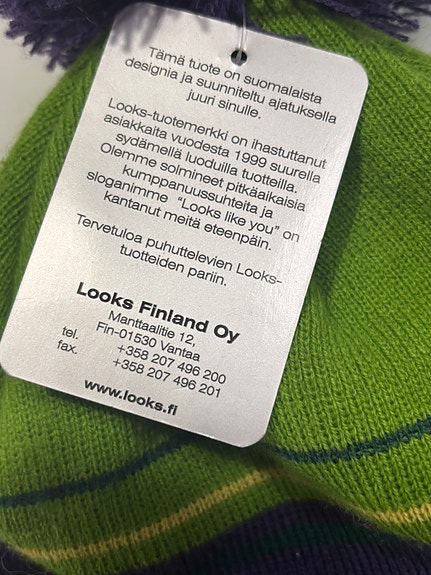 Tämä tuote on suomalaista
designia ja suunniteltu ajatuksella
juuri sinulle.
Looks-tuotemerkki on ihastuttanut
asiakkaita vuodesta 1999 suurella
sydämellä luoduilla tuotteilla.
Olemme solmineet pitkäaikaisia
kumppanuussuhteita ja
sloganimme "Looks like you" on
kantanut meitä eteenpäin.
Tervetuloa puhuttelevien Looks-
tuotteiden pariin.
Looks Finland Oy
Manttaalitie 12,
Fin-01530 Vantaa
tel. +358 207 496 200
fax. +358 207 496 201
www.looks.fi